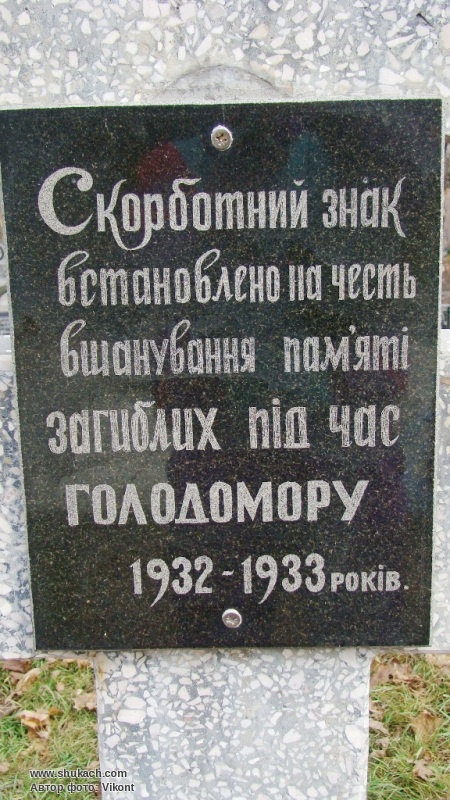 Скорботний знак
встановлено на честь
вшанування пам'яті
загиблих під час
ГОЛОДОМОРУ
1932-1933 років.
www.shukach.com
Автор фото: Vikont